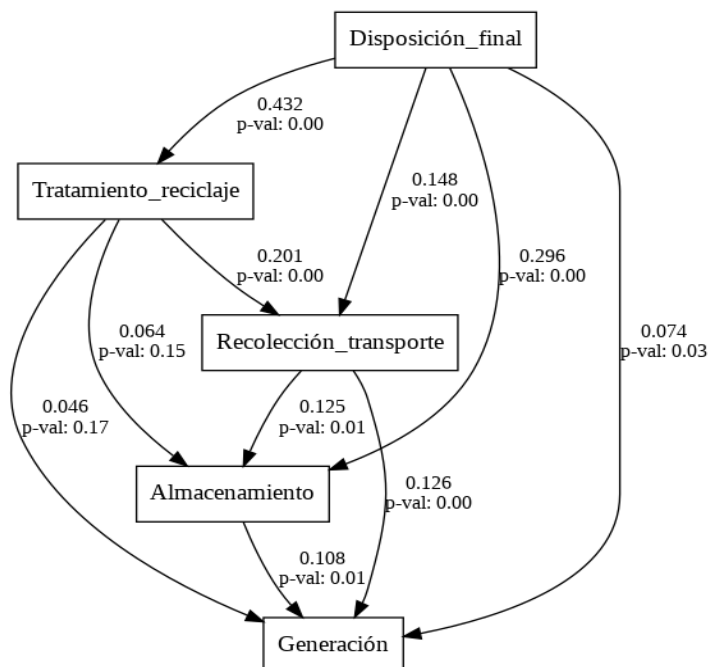 Disposición_final
0.432
p-val: 0.00
Tratamiento_reciclaje
0.148
p-val: 0.00
0.201
p-val: 0.00
0.296
p-val: 0.00
Recolección_transporte
0.064
p-val: 0.15
0.074
p-val: 0.03
0.046
p-val: 0.17
0.125
p-val: 0.01
Almacenamiento
0.126
p-val: 0.00
0.108
p-val: 0.01
Generación